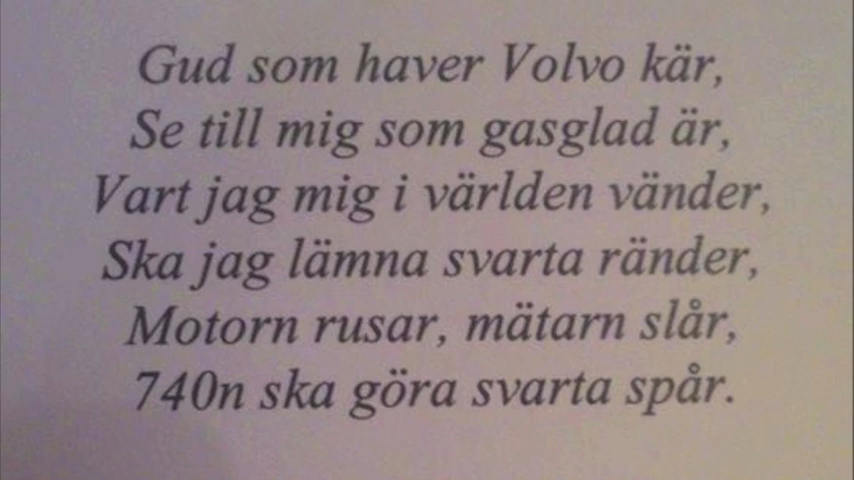 Gud som haver Volvo kär,
Se till mig som gasglad är,
Vart jag mig i världen vänder,
Ska jag lämna svarta ränder,
Motorn rusar, mätarn slår,
740n ska göra svarta spår.